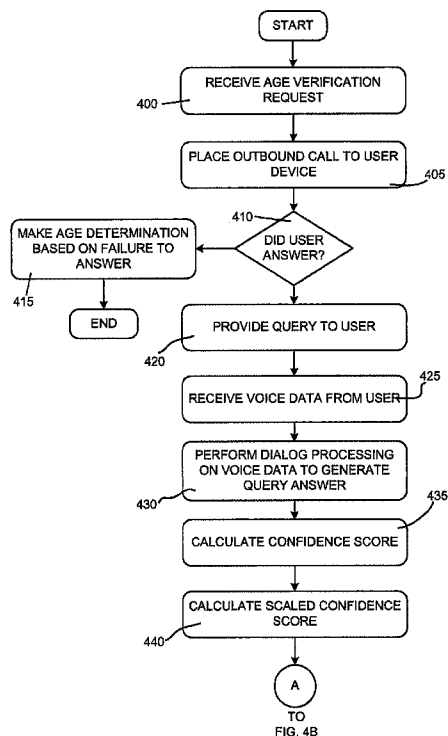 START
RECEIVE AGE VERIFICATION
REQUEST
400
PLACE OUTBOUND CALL TO USER
DEVICE
405
410
DID USER
ANSWER?
MAKE AGE DETERMINATION
BASED ON FAILURE TO
ANSWER
415
END
PROVIDE QUERY TO USER
420
425
RECEIVE VOICE DATA FROM USER
PERFORM DIALOG PROCESSING
ON VOICE DATA TO GENERATE
QUERY ANSWER
430
435
CALCULATE CONFIDENCE SCORE
CALCULATE SCALED CONFIDENCE
SCORE
440
A
TO
FIG. 4B